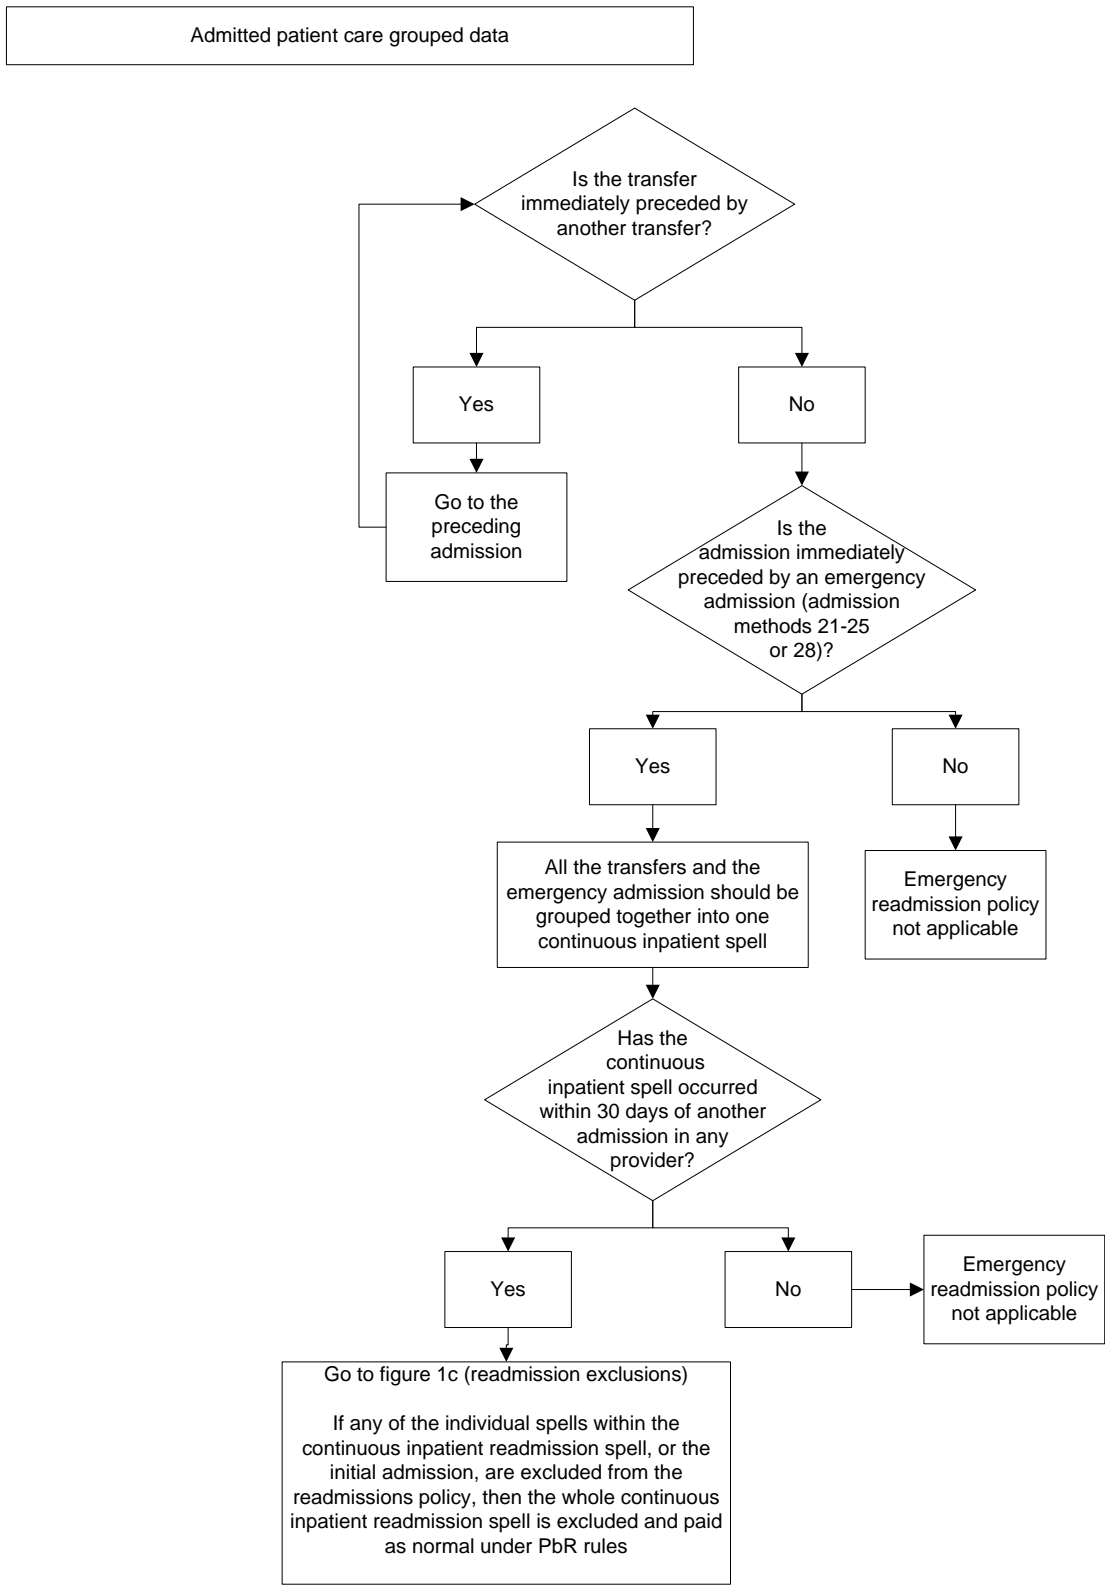 Admitted patient care grouped data
Is the transfer
immediately preceded by
another transfer?
Yes
No
Go to the
preceding
admission
Is the
admission immediately
preceded by an emergency
admission (admission
methods 21-25
or 28)?
Yes
No
All the transfers and the
emergency admission should be
grouped together into one
continuous inpatient spell
Emergency
readmission policy
not applicable
Has the
continuous
inpatient spell occurred
within 30 days of another
admission in any
provider?
Yes
No
Emergency
readmission policy
not applicable
Go to figure 1c (readmission exclusions)
If any of the individual spells within the
continuous inpatient readmission spell, or the
initial admission, are excluded from the
readmissions policy, then the whole continuous
inpatient readmission spell is excluded and paid
as normal under PbR rules